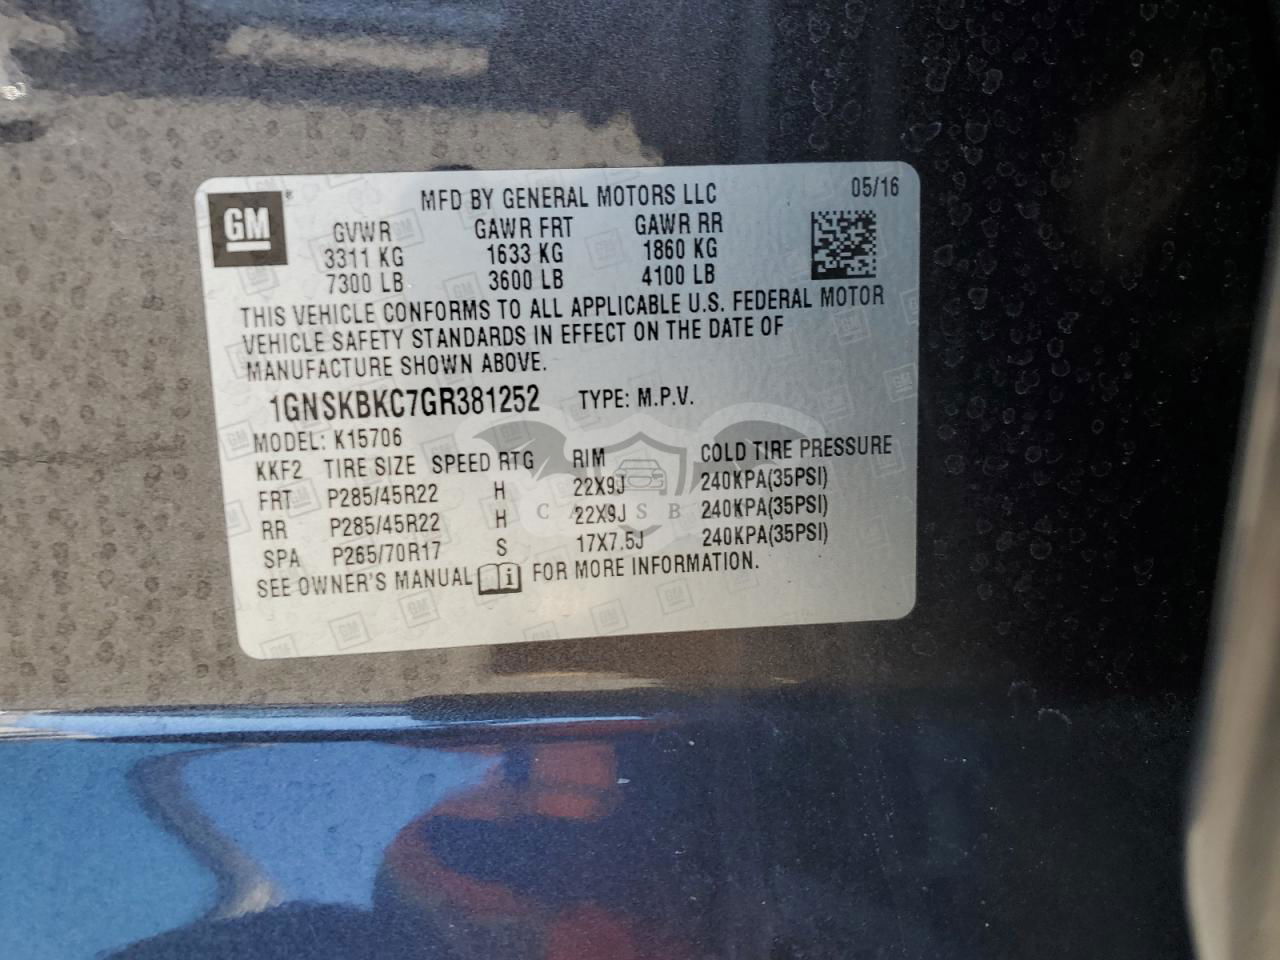 GM ® MFD BY GENERAL MOTORS LLC 05/16
GVWR GAWR FRT GAWR RR
3311 KG 1633 KG 1860 KG
7300 LB 3600 LB 4100 LB
THIS VEHICLE CONFORMS TO ALL APPLICABLE U.S. FEDERAL MOTOR
VEHICLE SAFETY STANDARDS IN EFFECT ON THE DATE OF
MANUFACTURE SHOWN ABOVE.
1GNSKBKC7GR381252 TYPE: M.P.V.
MODEL: K15706
KKF2 TIRE SIZE SPEED RTG RIM COLD TIRE PRESSURE
FRT P285/45R22 H 22X9J 240KPA(35PSI)
RR P285/45R22 H 22X9J 240KPA(35PSI)
SPA P265/70R17 S 17X7.5J 240KPA(35PSI)
SEE OWNER'S MANUAL i FOR MORE INFORMATION.